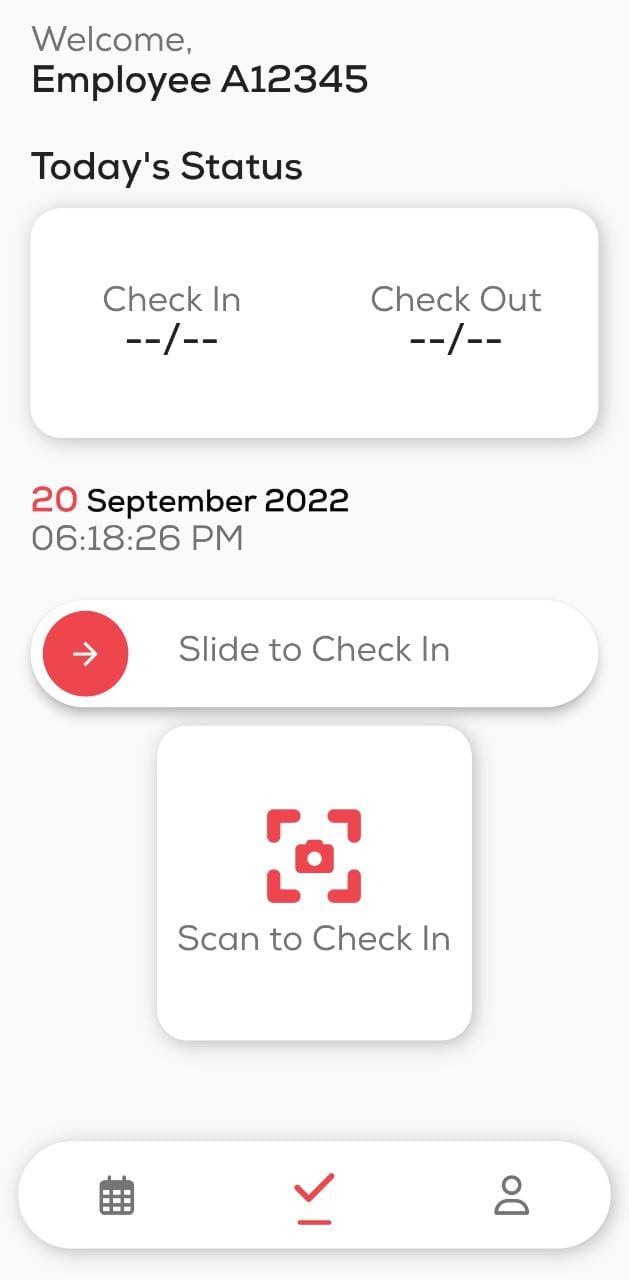 Welcome,
Employee A12345
Today's Status
Check In
--/--
Check Out
--/--
20 September 2022
06:18:26 PM
Slide to Check In
Scan to Check In